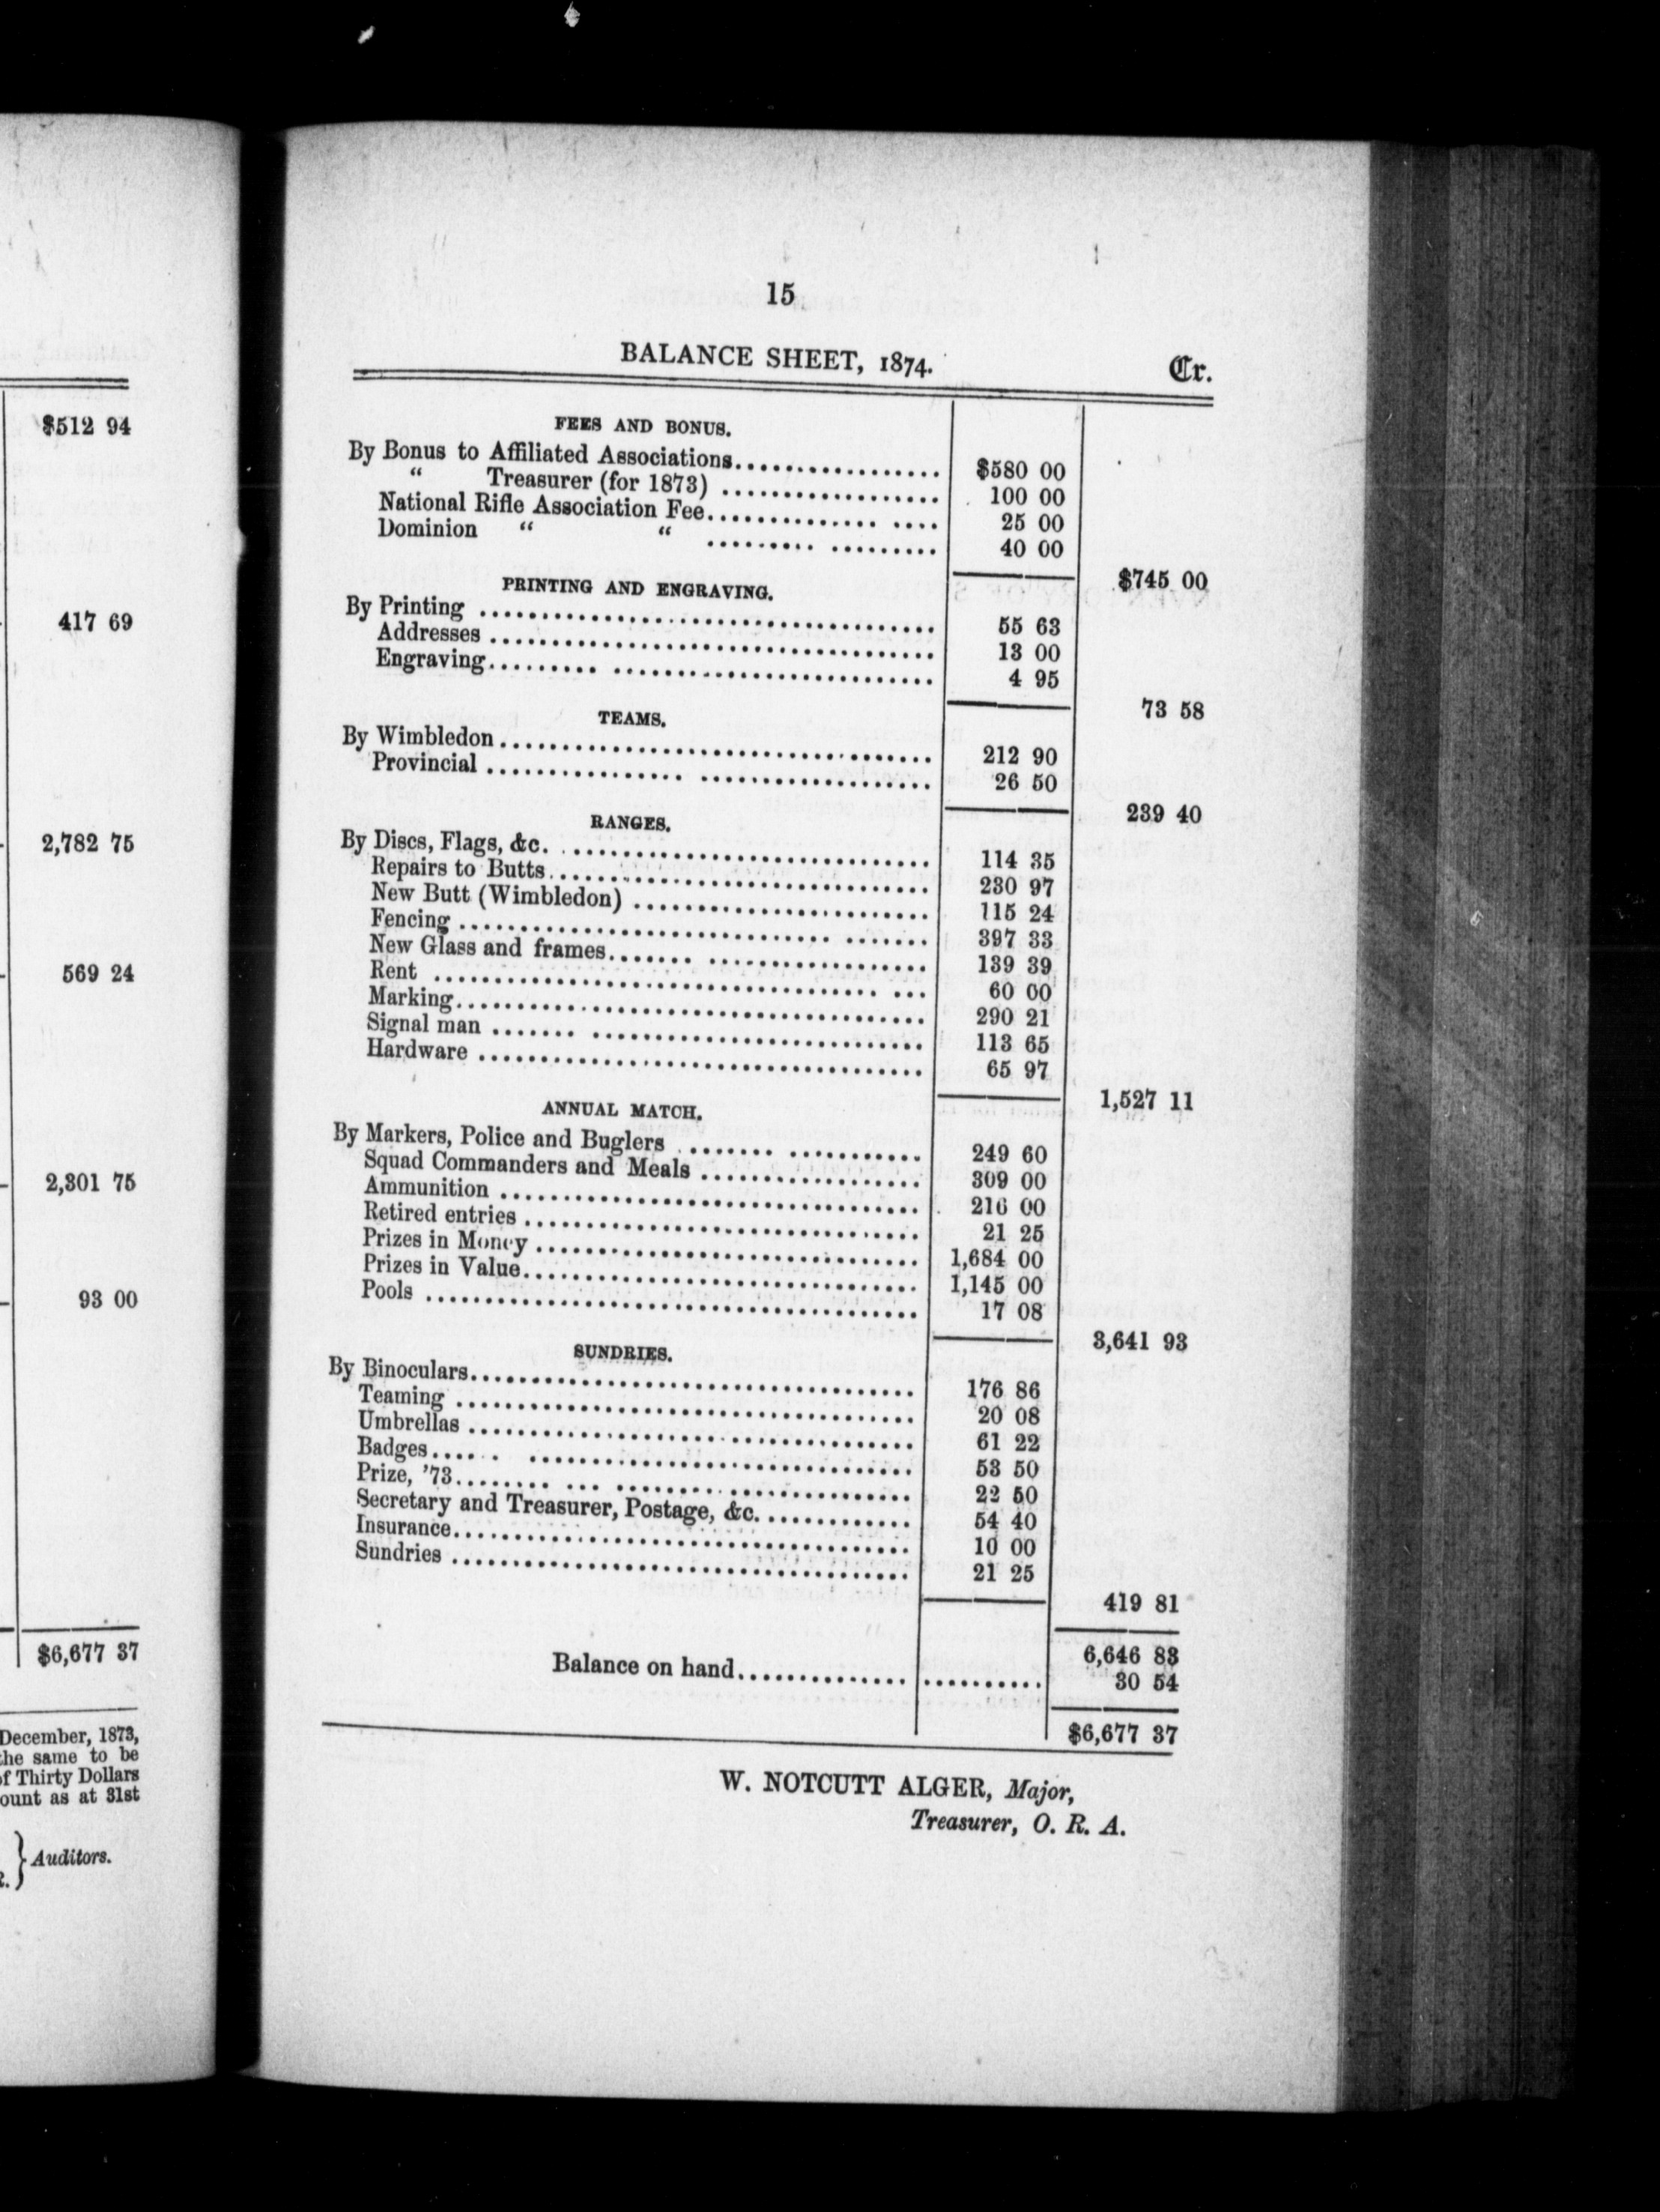 $512 94
417 69
2,782 75
569 24
2,301 75
93 00
$6,677 37
December, 1873,
the same to be
of Thirty Dollars
ount as at 31st
} Auditors.
15
BALANCE SHEET, 1874. Cr.
FEES AND BONUS.
By Bonus to Affiliated Associations................. $580 00
“ Treasurer (for 1873) .................. 100 00
National Rifle Association Fee.............. .... 25 00
Dominion “ “ ......... ......... 40 00
$745 00
PRINTING AND ENGRAVING.
By Printing ..................................... 55 63
Addresses .................................... 13 00
Engraving......... .......................... 4 95
73 58
TEAMS.
By Wimbledon................................... 212 90
Provincial ................ ................... 26 50
239 40
RANGES.
By Discs, Flags, &c. .............................. 114 35
Repairs to Butts............................... 230 97
New Butt (Wimbledon) ........................ 115 24
Fencing .............................. ....... 397 33
New Glass and frames....... .................. 139 39
Rent .................................... ... 60 00
Marking...................................... 290 21
Signal man ....... ........................... 113 65
Hardware .................................... 65 97
1,527 11
ANNUAL MATCH.
By Markers, Police and Buglers ........ ........... 249 60
Squad Commanders and Meals .................. 309 00
Ammunition .................................. 216 00
Retired entries ................................ 21 25
Prizes in Money ............................... 1,684 00
Prizes in Value................................ 1,145 00
Pools ........................................ 17 08
3,641 93
SUNDRIES.
By Binoculars.................................... 176 86
Teaming ..................................... 20 08
Umbrellas .................................... 61 22
Badges...... ............................... 53 50
Prize, ’73........ ... ........................ 22 50
Secretary and Treasurer, Postage, &c............. 54 40
Insurance..................................... 10 00
Sundries ..................................... 21 25
419 81
6,646 83
Balance on hand.............. .......... 30 54
$6,677 37
W. NOTCUTT ALGER, Major,
Treasurer, O. R. A.